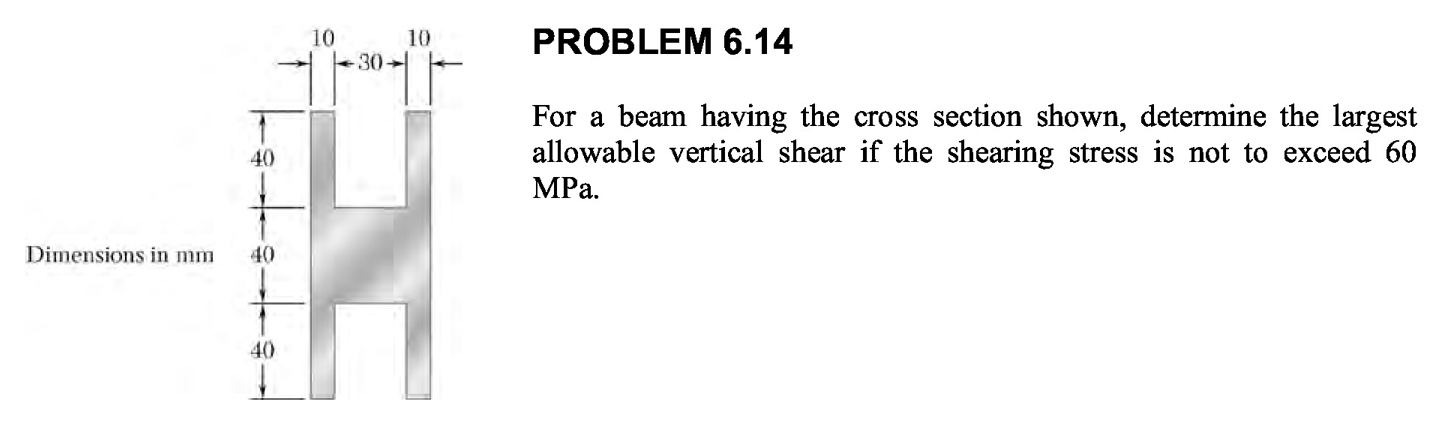 10 10
30
PROBLEM 6.14
For a beam having the cross section shown, determine the largest
allowable vertical shear if the shearing stress is not to exceed 60
MPa.
40
Dimensions in mm 40
40